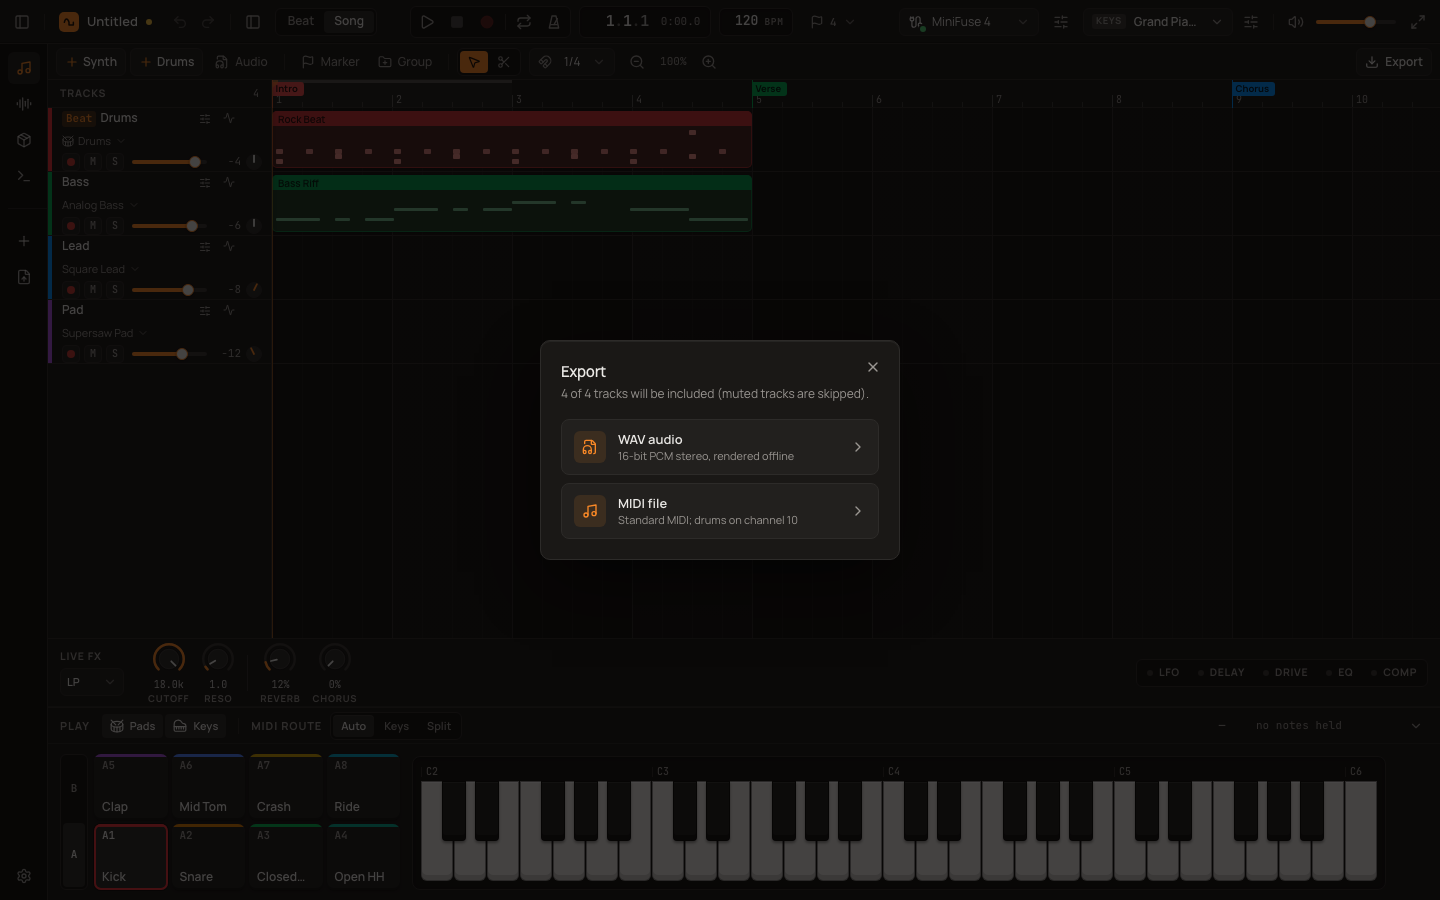 Untitled
Beat Song
1.1.1 0:00.0
120 BPM
4
MiniFuse 4
KEYS Grand Pia...
Synth
Drums
Audio
Marker
Group
1/4
100%
Export
TRACKS 4
Intro
Verse
Chorus
1 2 3 4 5 6 7 8 9 10
Beat Drums
Drums
M S -4
Rock Beat
Bass
Analog Bass
M S -6
Bass Riff
Lead
Square Lead
M S -8
Pad
Supersaw Pad
M S -12
Export
4 of 4 tracks will be included (muted tracks are skipped).
WAV audio
16-bit PCM stereo, rendered offline
MIDI file
Standard MIDI; drums on channel 10
LIVE FX
LP
18.0k 1.0 12% 0%
CUTOFF RESO REVERB CHORUS
LFO DELAY DRIVE EQ COMP
PLAY Pads Keys MIDI ROUTE Auto Keys Split
— no notes held
B
A
A5 A6 A7 A8
Clap Mid Tom Crash Ride
A1 A2 A3 A4
Kick Snare Closed... Open HH
C2 C3 C4 C5 C6